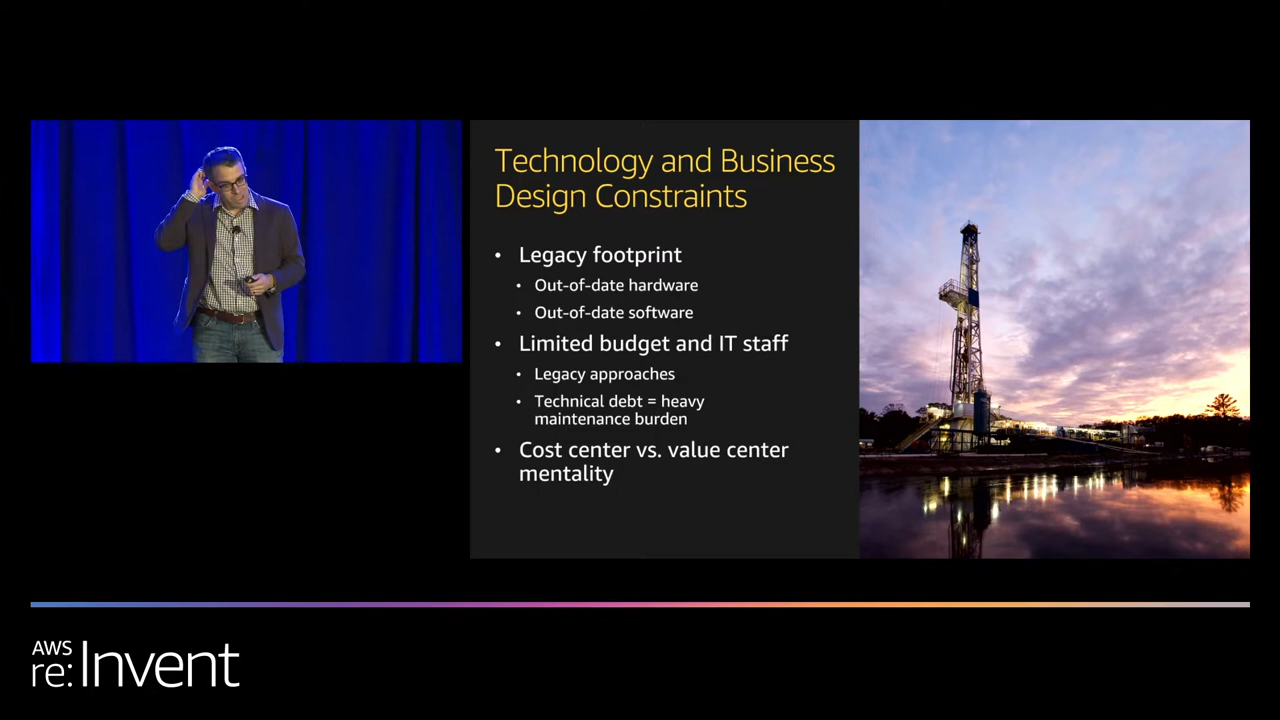 Technology and Business
Design Constraints
• Legacy footprint
• Out-of-date hardware
• Out-of-date software
• Limited budget and IT staff
• Legacy approaches
• Technical debt = heavy
maintenance burden
• Cost center vs. value center
mentality
AWS
re:Invent